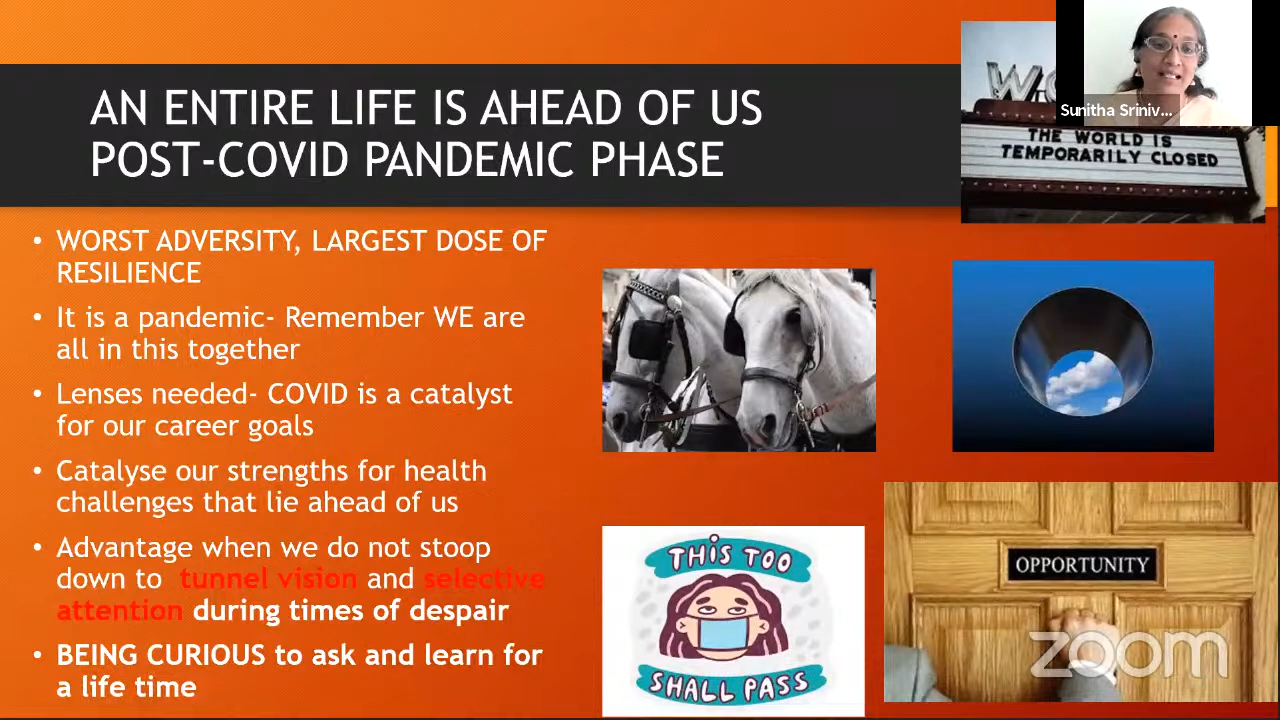 AN ENTIRE LIFE IS AHEAD OF US
POST-COVID PANDEMIC PHASE
Sunitha Sriniv...
THE WORLD IS
TEMPORARILY CLOSED
• WORST ADVERSITY, LARGEST DOSE OF
RESILIENCE
• It is a pandemic- Remember WE are
all in this together
• Lenses needed- COVID is a catalyst
for our career goals
• Catalyse our strengths for health
challenges that lie ahead of us
• Advantage when we do not stoop
down to tunnel vision and selective
attention during times of despair
• BEING CURIOUS to ask and learn for
a life time
THIS TOO
SHALL PASS
OPPORTUNITY
zoom